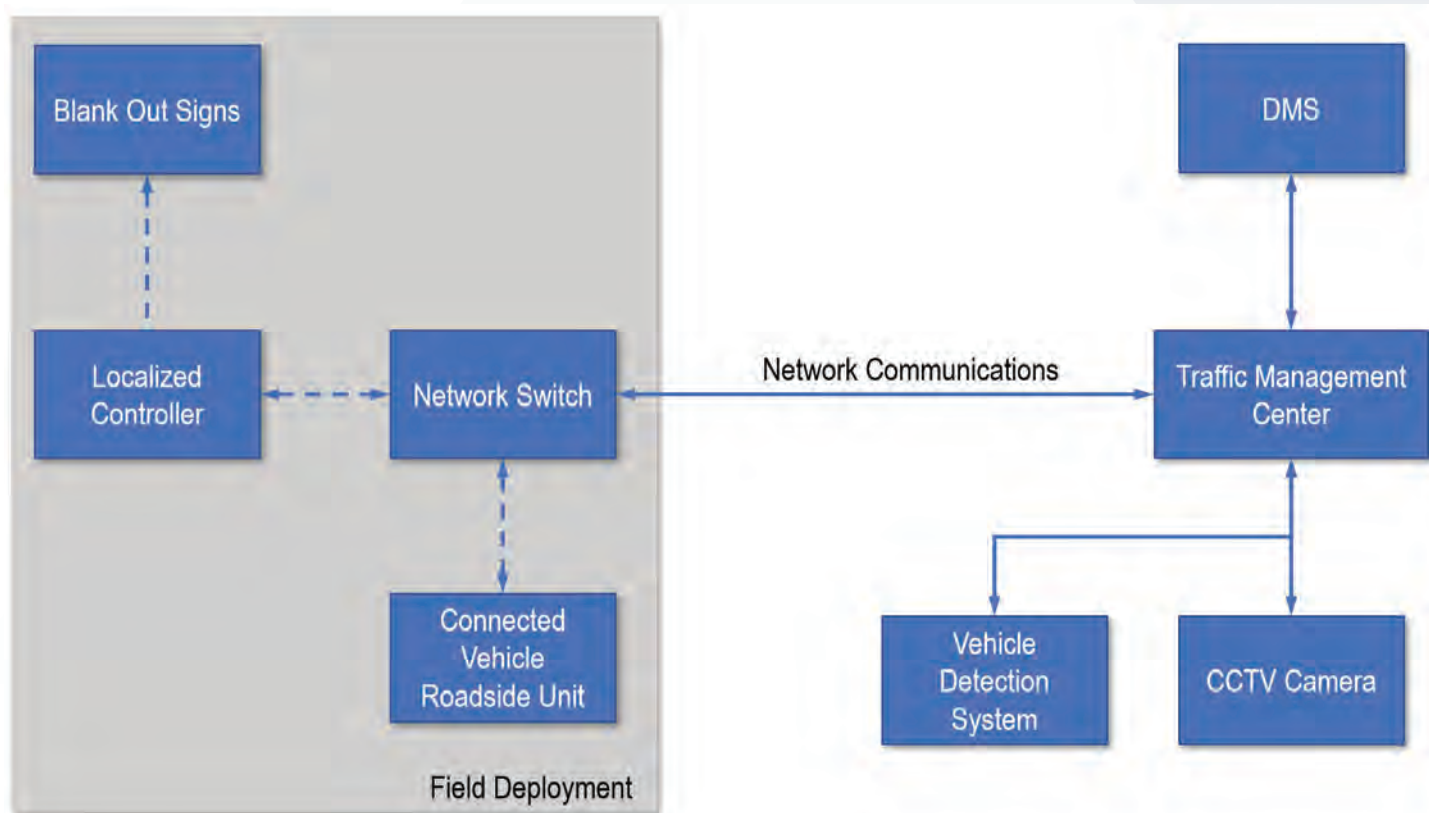 Blank Out Signs
DMS
Localized
Controller
Network Switch
Network Communications
Traffic Management
Center
Connected
Vehicle
Roadside Unit
Vehicle
Detection
System
CCTV Camera
Field Deployment